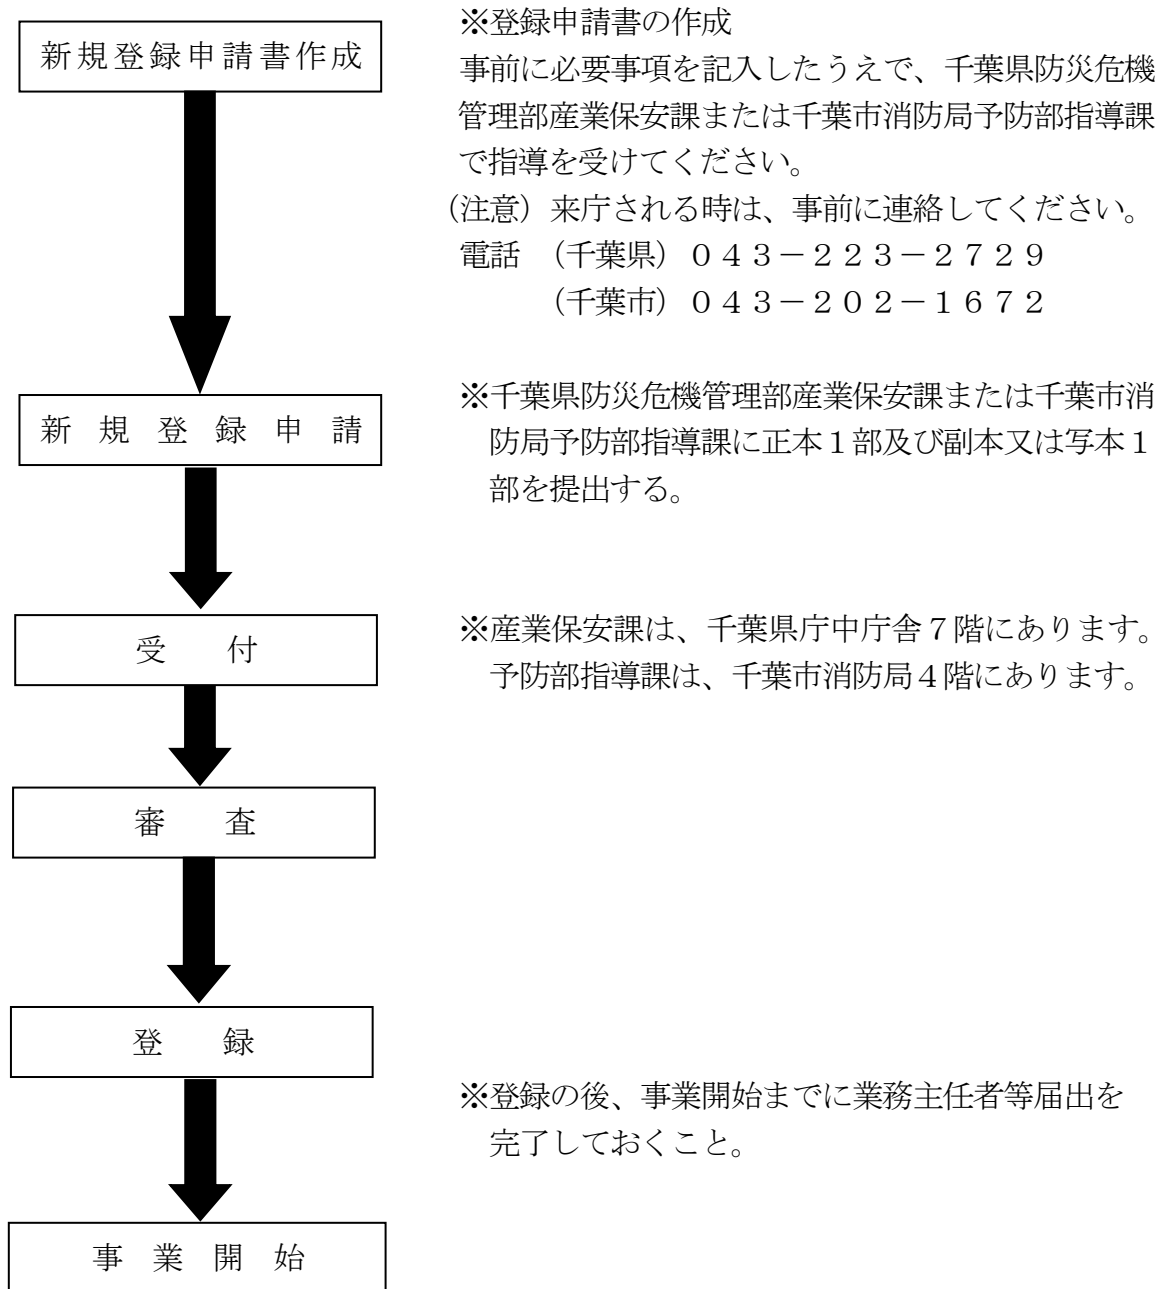 新規登録申請書作成
※登録申請書の作成
事前に必要事項を記入したうえで、千葉県防災危機
管理部産業保安課または千葉市消防局予防部指導課
で指導を受けてください。
（注意）来庁される時は、事前に連絡してください。
電話　（千葉県）０４３－２２３－２７２９
（千葉市）０４３－２０２－１６７２
新　規　登　録　申　請
※千葉県防災危機管理部産業保安課または千葉市消
防局予防部指導課に正本１部及び副本又は写本１
部を提出する。
受　　付
※産業保安課は、千葉県庁中庁舎７階にあります。
予防部指導課は、千葉市消防局４階にあります。
審　　査
登　　録
※登録の後、事業開始までに業務主任者等届出を
完了しておくこと。
事　業　開　始